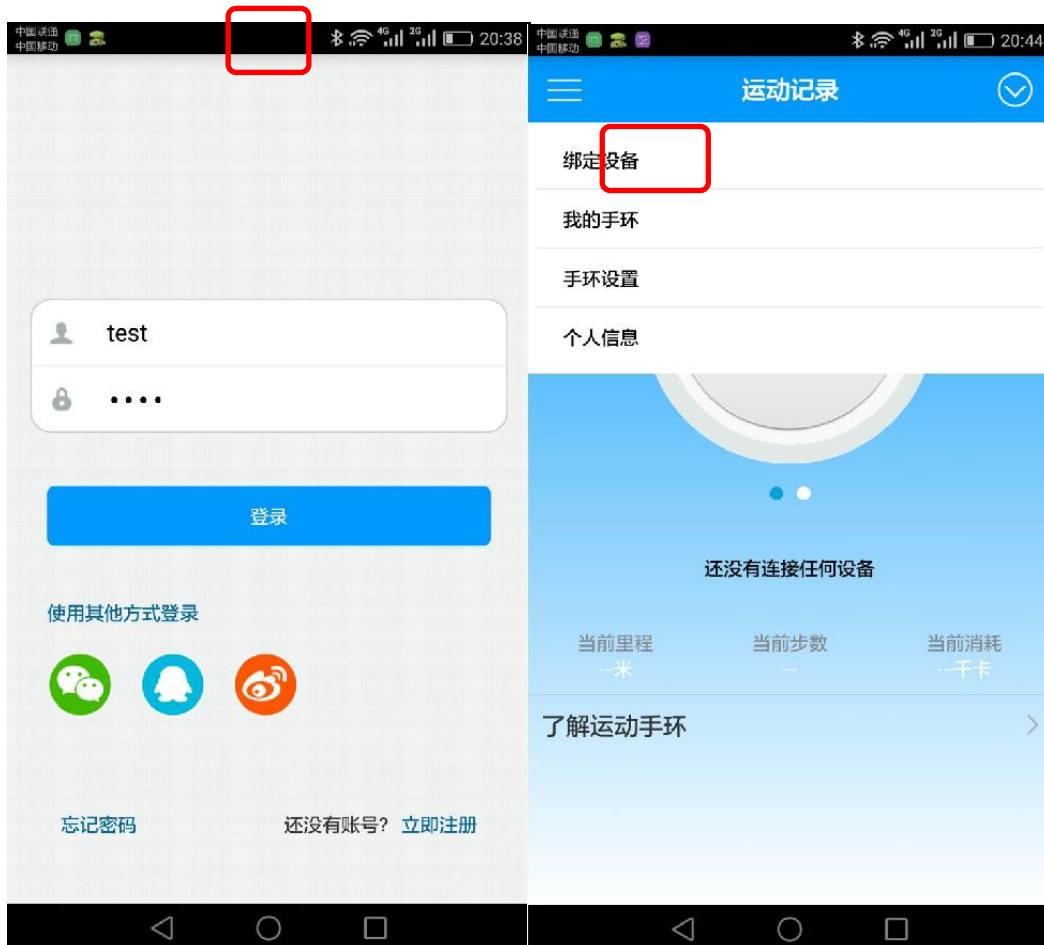 中国联通
中国移动
4G 2G 20:38
test
登录
使用其他方式登录
忘记密码
还没有账号? 立即注册
中国联通
中国移动
4G 2G 20:44
运动记录
绑定设备
我的手环
手环设置
个人信息
还没有连接任何设备
当前里程 当前步数 当前消耗
---米 --- ---千卡
了解运动手环